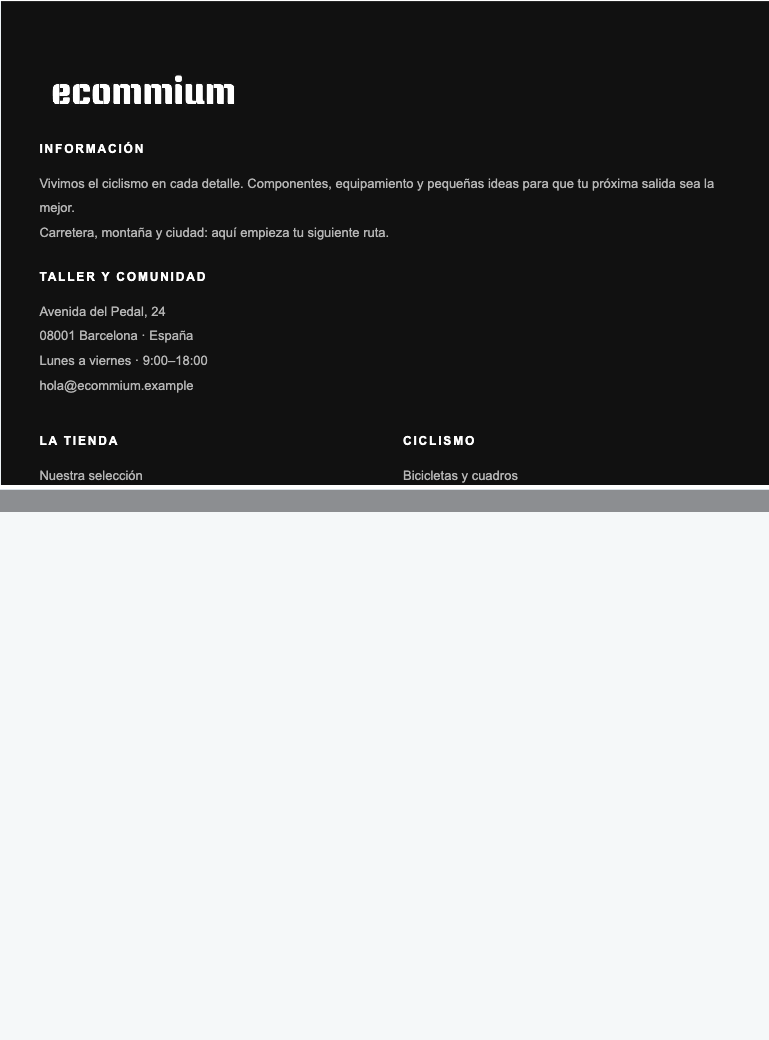 ecommium
INFORMACIÓN
Vivimos el ciclismo en cada detalle. Componentes, equipamiento y pequeñas ideas para que tu próxima salida sea la
mejor.
Carretera, montaña y ciudad: aquí empieza tu siguiente ruta.
TALLER Y COMUNIDAD
Avenida del Pedal, 24
08001 Barcelona · España
Lunes a viernes · 9:00–18:00
hola@ecommium.example
LA TIENDA
Nuestra selección
CICLISMO
Bicicletas y cuadros